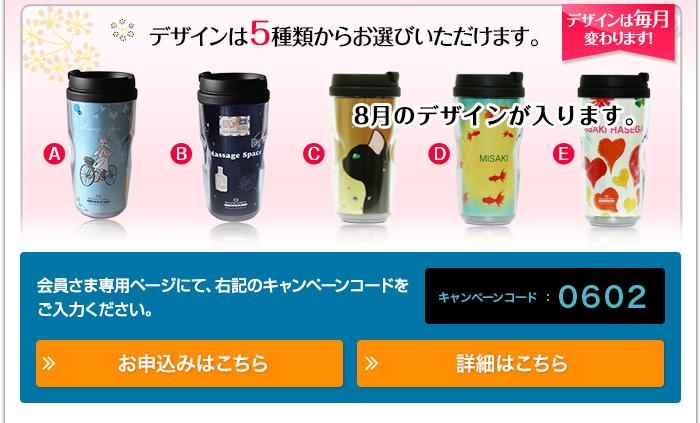 デザインは5種類からお選びいただけます。
デザインは毎月
変わります!
8月のデザインが入ります。
A
B
C
D
E
Massage Space
MISAKI
MISAKI HASEGA
会員さま専用ページにて、右記のキャンペーンコードを
ご入力ください。
キャンペーンコード : 0602
お申込みはこちら
詳細はこちら